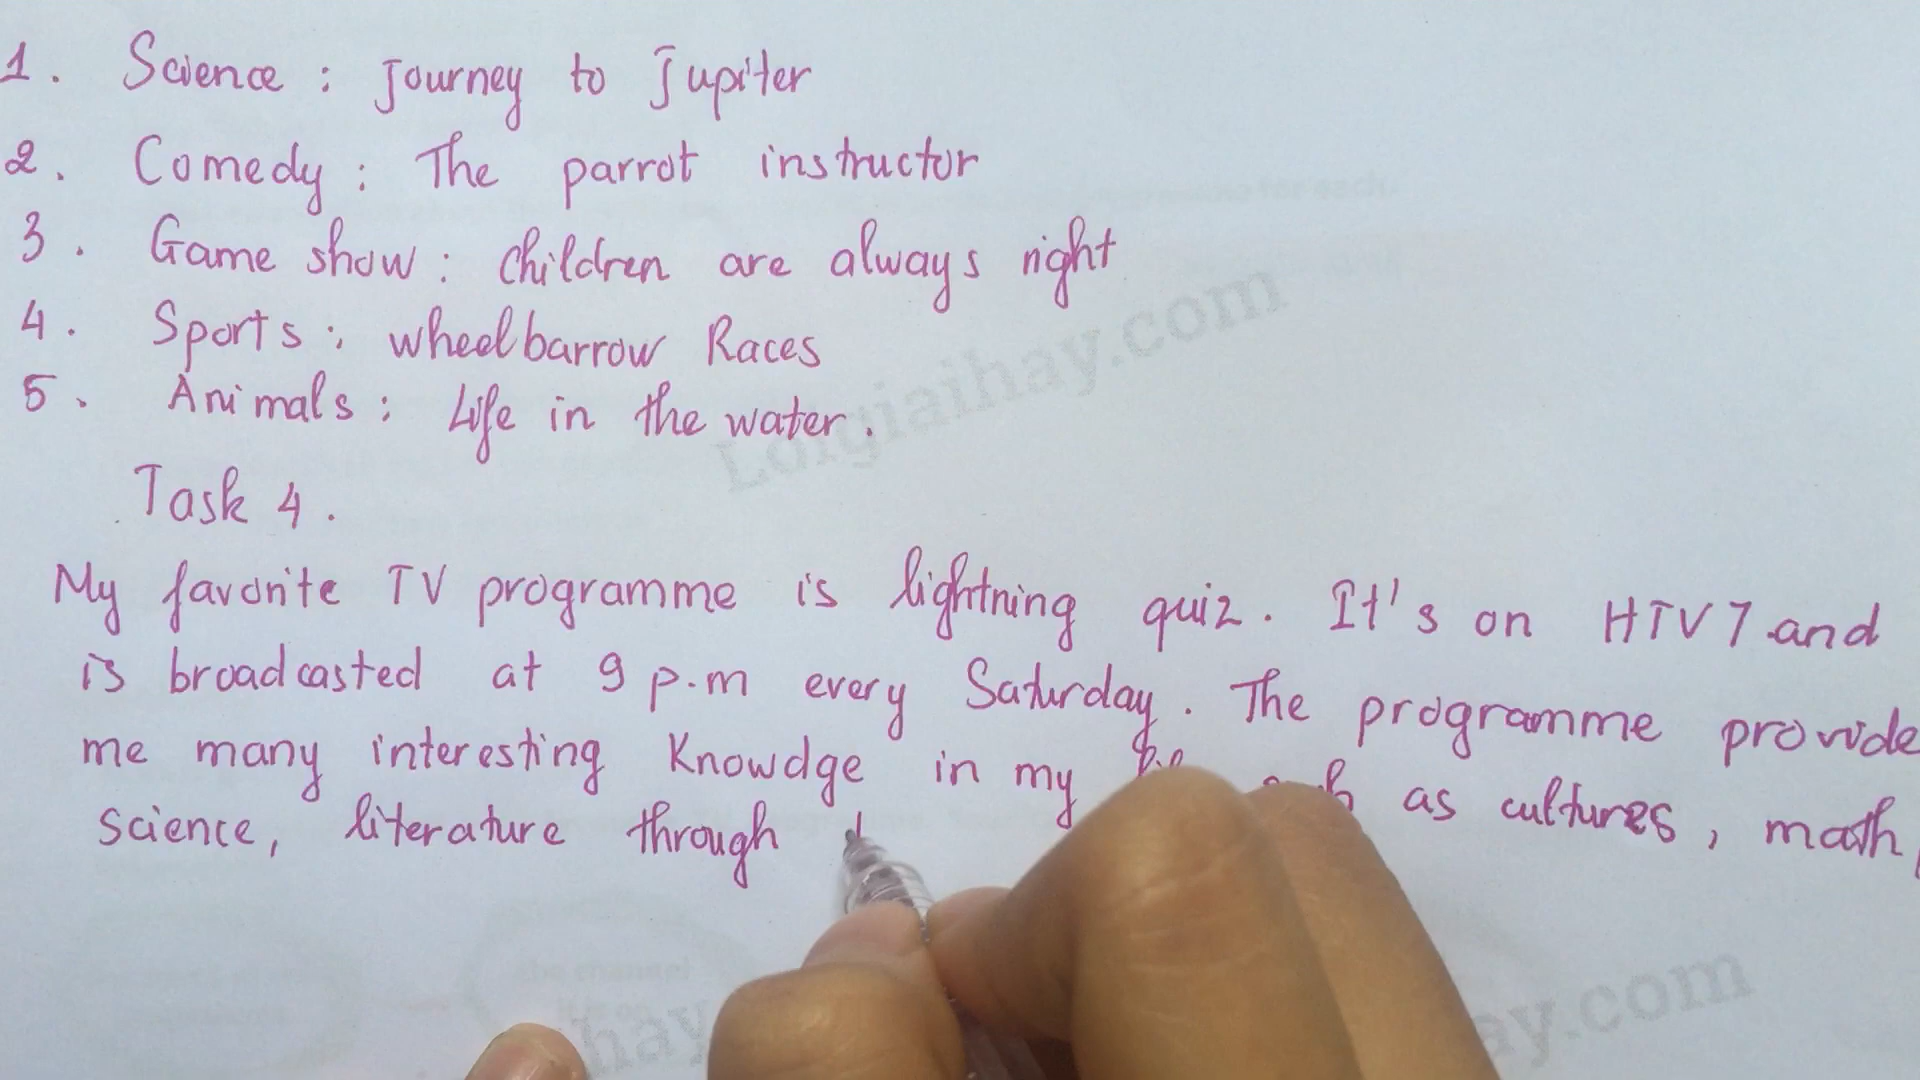 1. Science : Journey to Jupiter
2. Comedy : The parrot instructor
3. Game show : children are always right
4. Sports : wheelbarrow Races
5. Animals : Life in the water.
Task 4.
My favorite TV programme is lightning quiz. It's on HTV7 and
is broadcasted at 9 p.m every Saturday. The programme provide
me many interesting Knowdge in my as cultures, math,
science, literature through
Loigiaihay.com